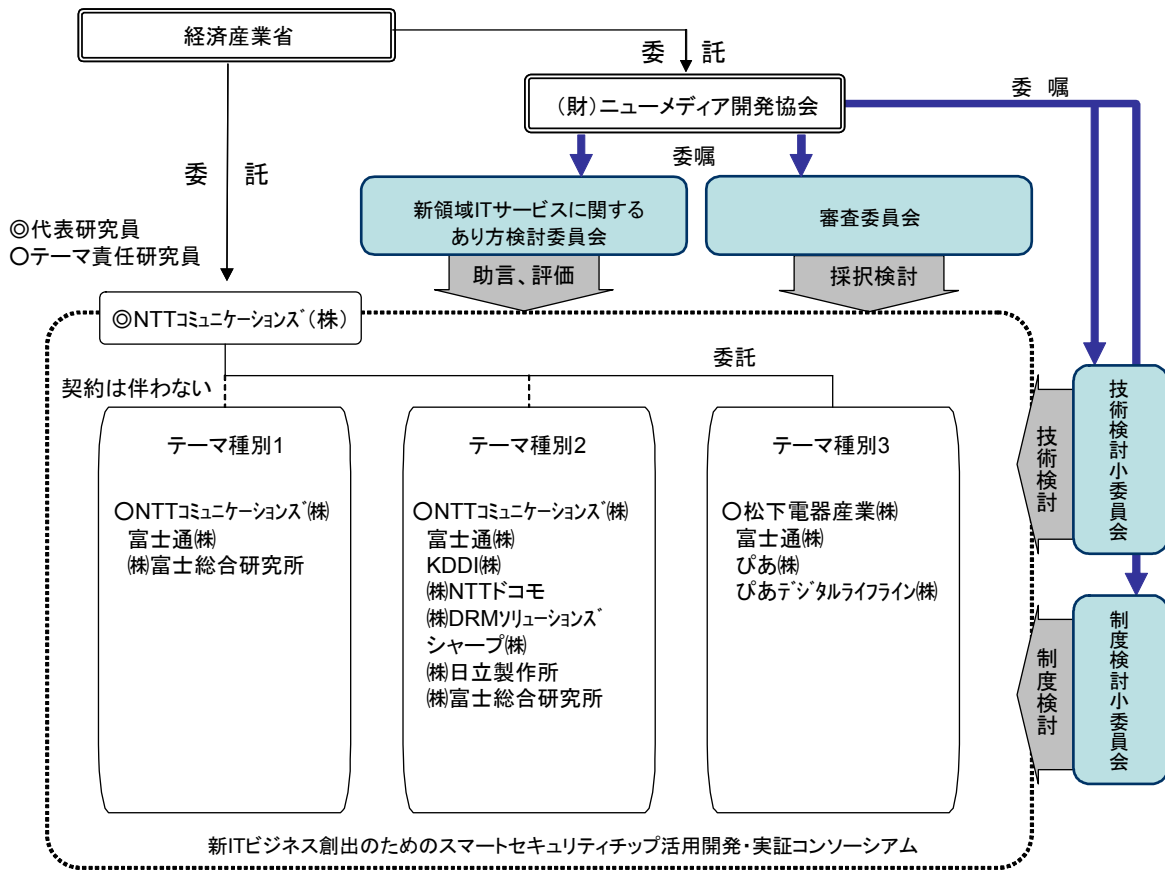 経済産業省
委 託
(財)ニューメディア開発協会
委 嘱
委嘱
委 託
新領域ITサービスに関する
あり方検討委員会
審査委員会
◎代表研究員
○テーマ責任研究員
助言、評価
採択検討
◎NTTｺﾐｭﾆｹｰｼｮﾝｽﾞ(株)
委託
契約は伴わない
テーマ種別1
○NTTｺﾐｭﾆｹｰｼｮﾝｽﾞ㈱
富士通㈱
㈱富士総合研究所
テーマ種別2
○NTTｺﾐｭﾆｹｰｼｮﾝｽﾞ㈱
富士通㈱
KDDI㈱
㈱NTTドコモ
㈱DRMｿﾘｭｰｼｮﾝｽﾞ
シャープ㈱
㈱日立製作所
㈱富士総合研究所
テーマ種別3
○松下電器産業㈱
富士通㈱
ぴあ㈱
ぴあﾃﾞｼﾞﾀﾙライフライン㈱
技術検討
技術検討小委員会
制度検討
制度検討小委員会
新ITビジネス創出のためのスマートセキュリティチップ活用開発・実証コンソーシアム